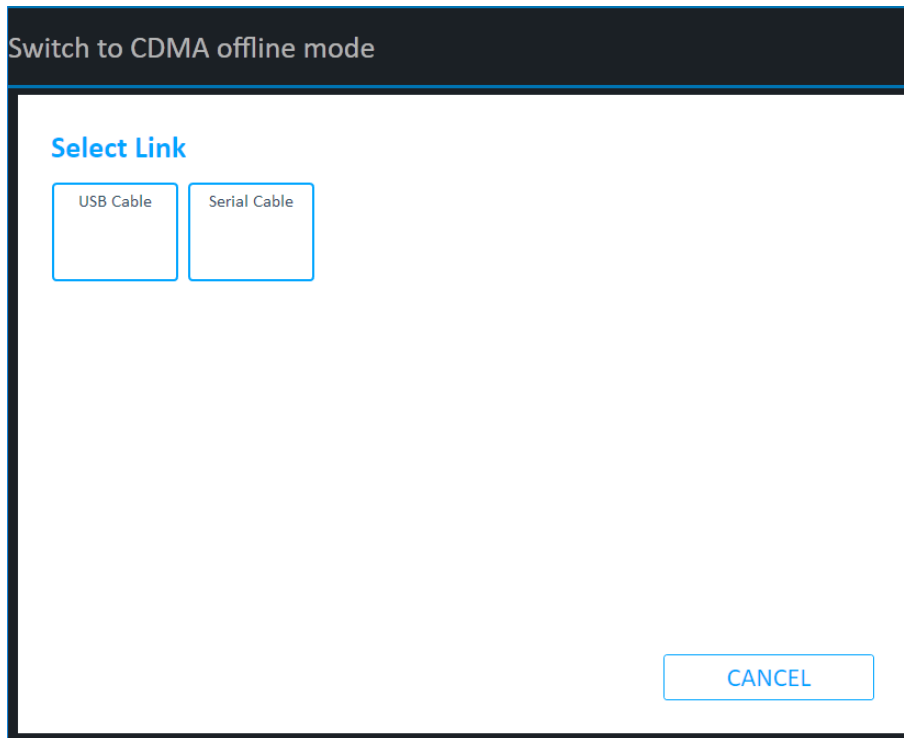 Switch to CDMA offline mode
Select Link
USB Cable
Serial Cable
CANCEL